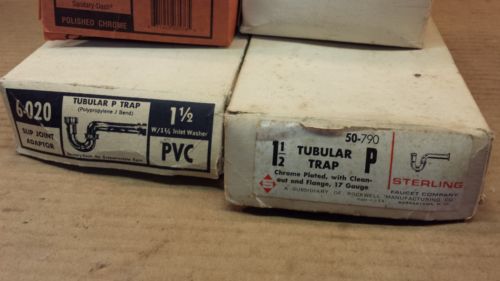 Sanitary-Dash®
POLISHED CHROME
6-020
SLIP JOINT
ADAPTOR
TUBULAR P TRAP
(Polypropylene J Bend)
1½
W/1¼ Inlet Washer
PVC
50-790
1½ TUBULAR P
TRAP
Chrome Plated, with Clean-
out and Flange, 17 Gauge
A SUBSIDIARY OF ROCKWELL MANUFACTURING CO.
S
STERLING
FAUCET COMPANY